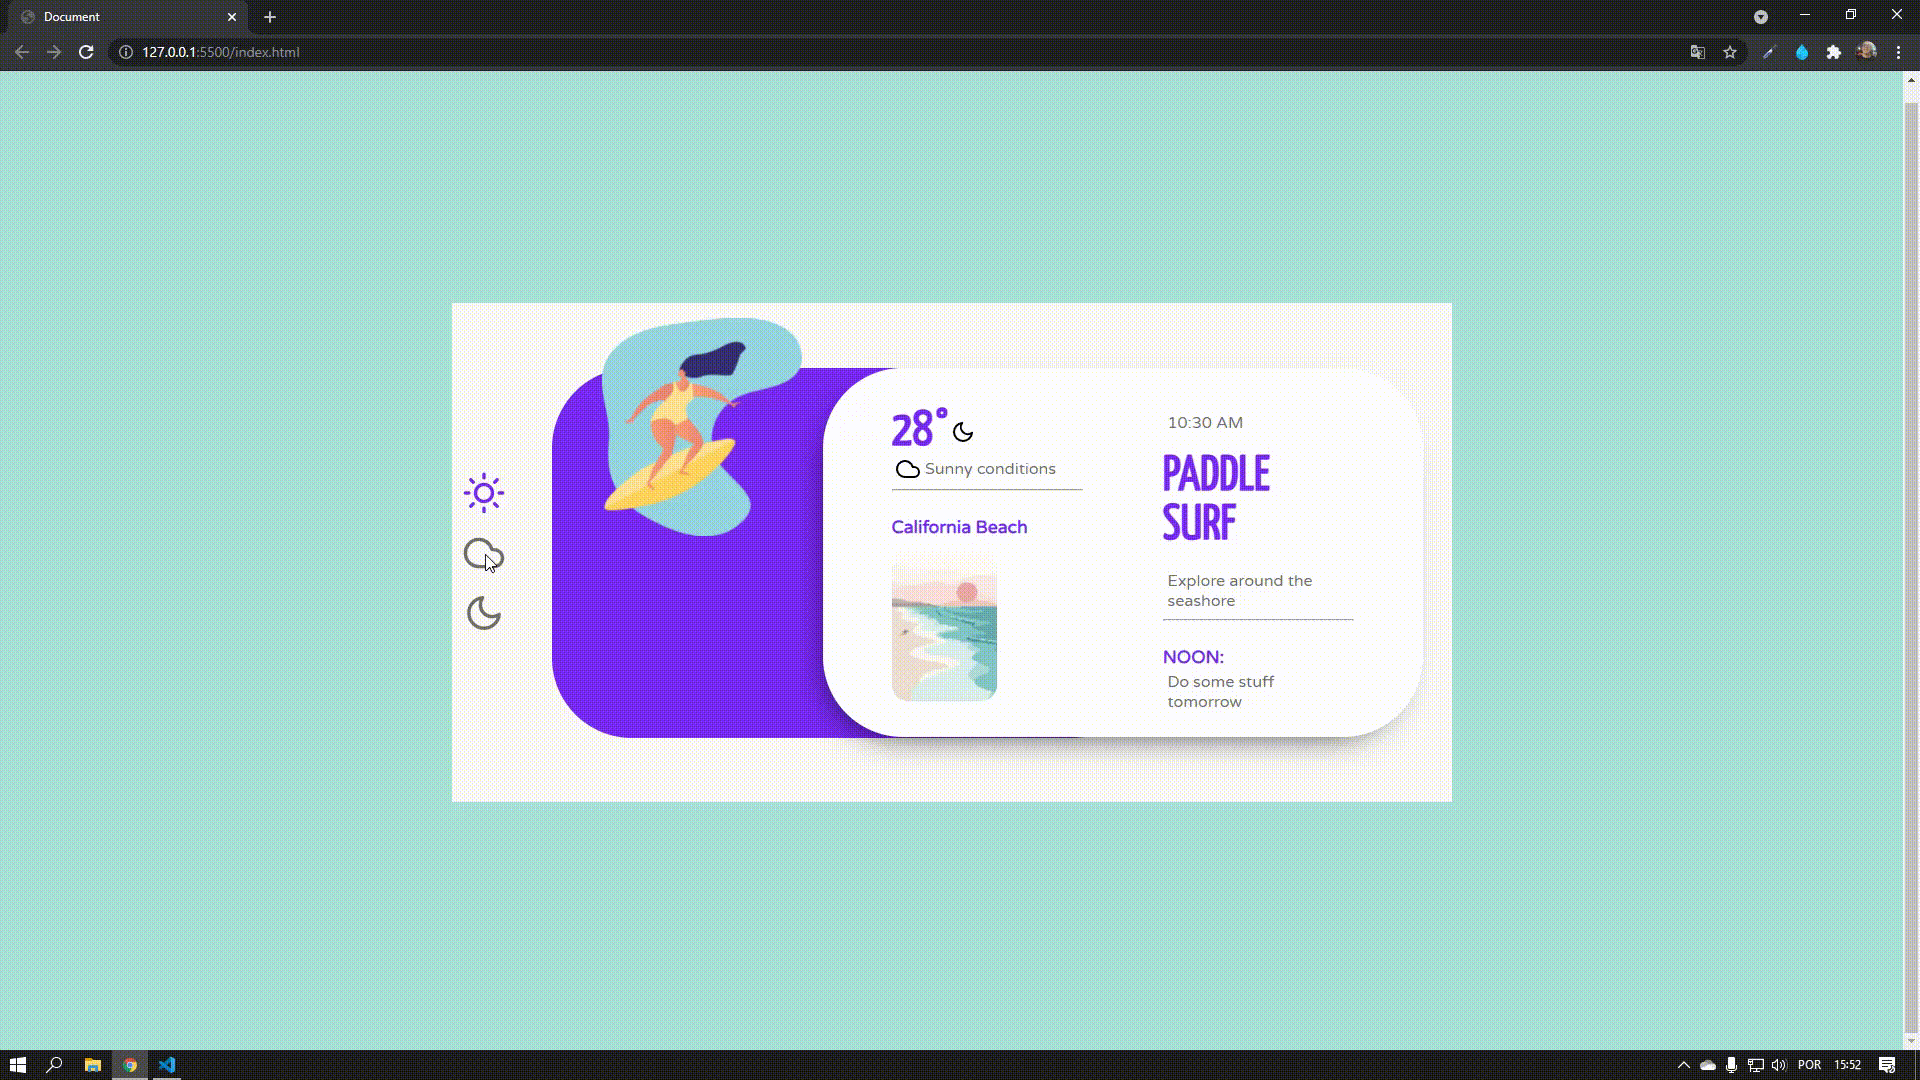 Document
127.0.0.1:5500/index.html
28°
Sunny conditions
California Beach
10:30 AM
PADDLE
SURF
Explore around the
seashore
NOON:
Do some stuff
tomorrow
POR
15:52